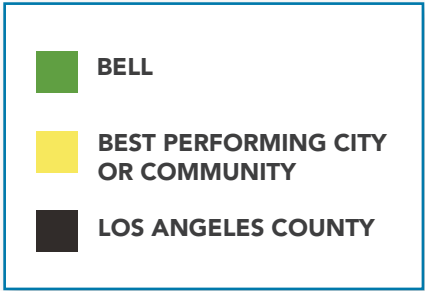 BELL
BEST PERFORMING CITY
OR COMMUNITY
LOS ANGELES COUNTY